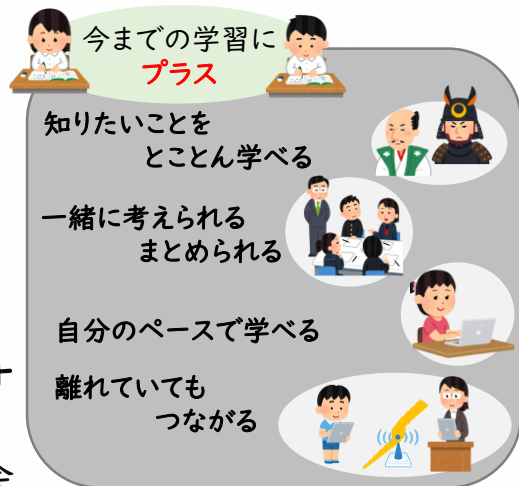 今までの学習に
プラス
知りたいことを
とことん学べる
一緒に考えられる
まとめられる
自分のペースで学べる
離れていても
つながる